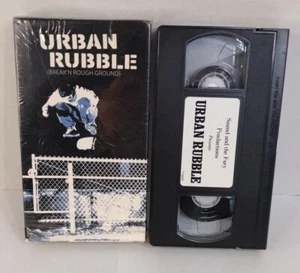 URBAN
RUBBLE
(BREAK'N ROUGH GROUND)
Sound and the Fury
Productions
Presents
URBAN RUBBLE